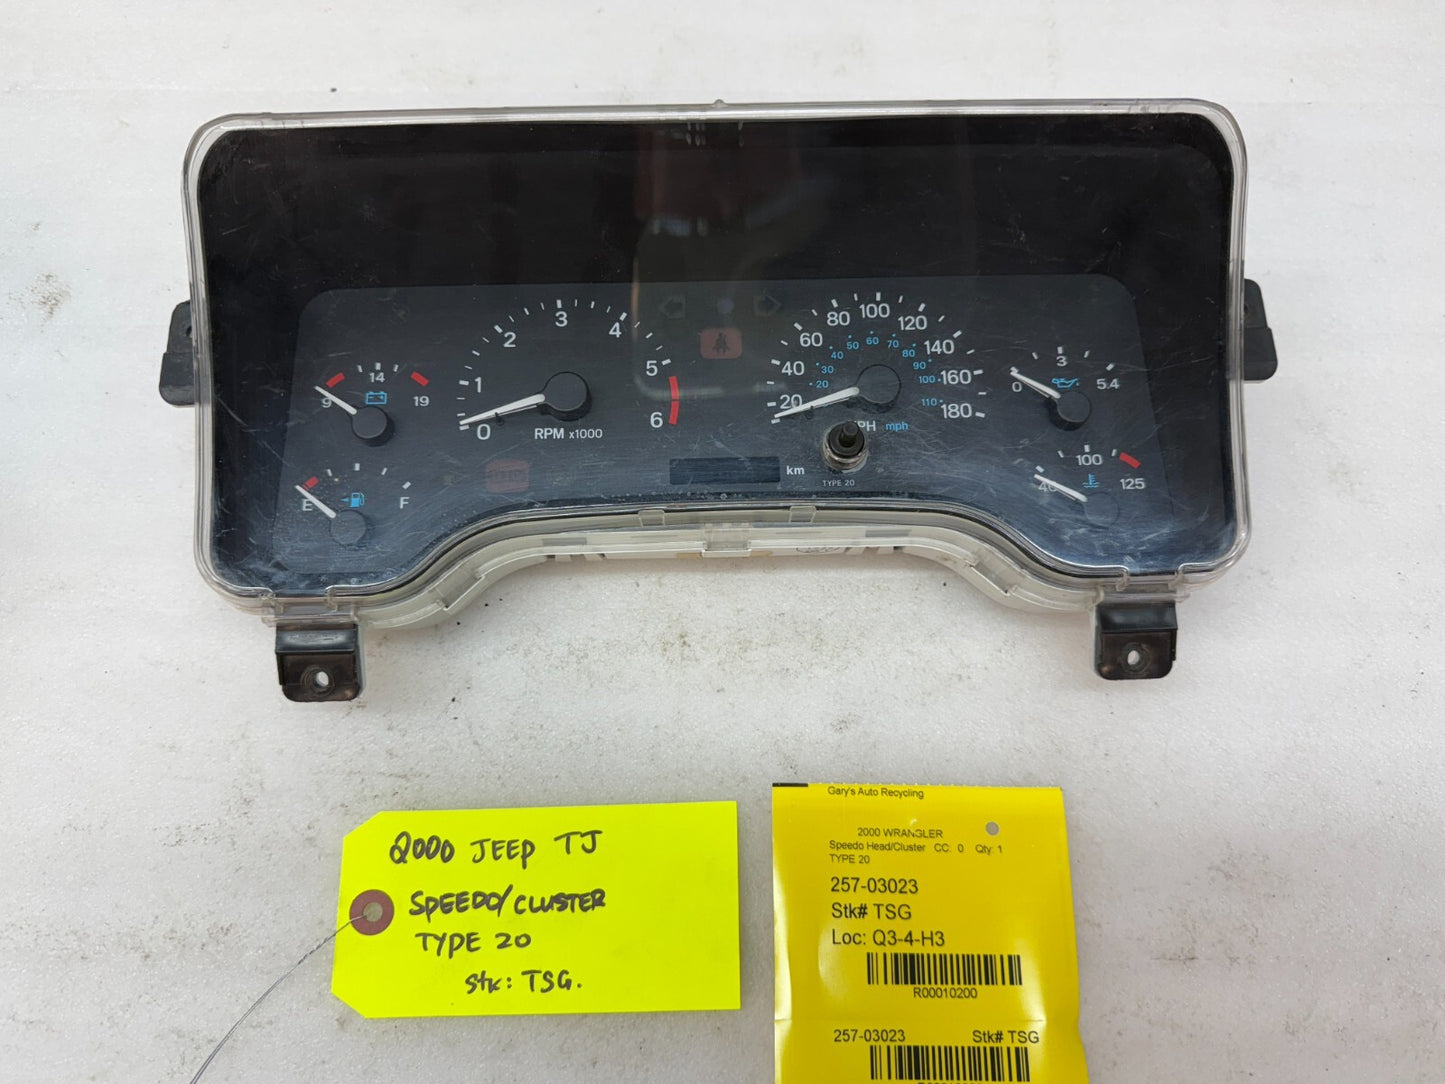 0 1 2 3 4 5 6
RPM x1000
9 14 19
E F
20 40 60 80 100 120 140 160 180
20 30 40 50 60 70 80 90 100 110
mph
km
TYPE 20
0 3 5.4
100 125
2000 JEEP TJ
SPEEDO/CLUSTER
TYPE 20
Stk: TSG.
Gary's Auto Recycling
2000 WRANGLER
Speedo Head/Cluster CC: 0 Qty: 1
TYPE 20
257-03023
Stk# TSG
Loc: Q3-4-H3
R00010200
257-03023 Stk# TSG